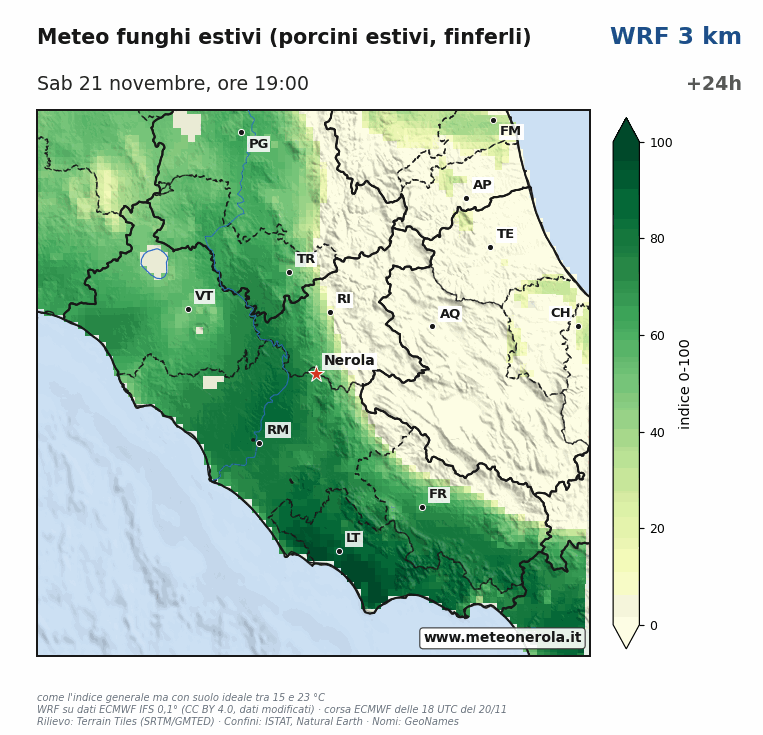 Meteo funghi estivi (porcini estivi, finferli)
WRF 3 km
Sab 21 novembre, ore 19:00
+24h
FM
PG
AP
TE
TR
VT
RI
AQ
CH
Nerola
RM
FR
LT
www.meteonerola.it
100
80
60
40
20
0
indice 0-100
come l'indice generale ma con suolo ideale tra 15 e 23 °C
WRF su dati ECMWF IFS 0,1° (CC BY 4.0, dati modificati) · corsa ECMWF delle 18 UTC del 20/11
Rilievo: Terrain Tiles (SRTM/GMTED) · Confini: ISTAT, Natural Earth · Nomi: GeoNames